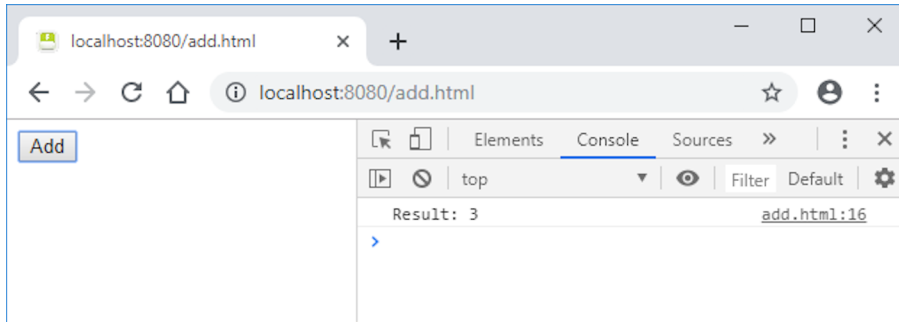 localhost:8080/add.html
localhost:8080/add.html
Add
Elements Console Sources
top Filter Default
Result: 3 add.html:16